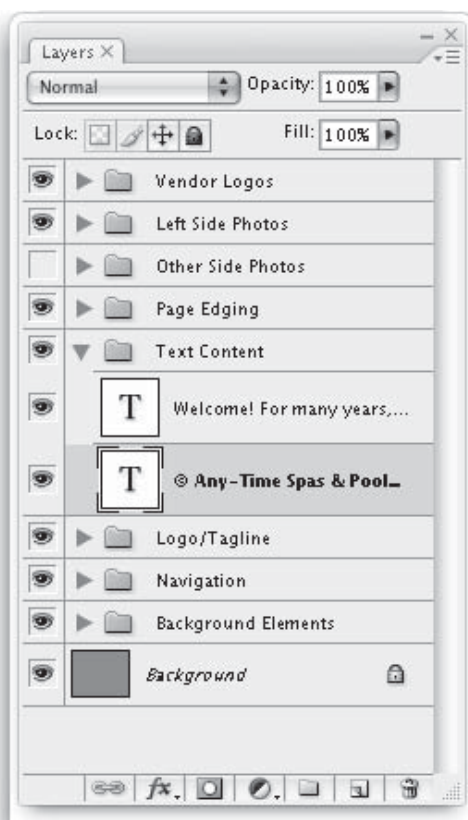 Layers
Normal Opacity: 100%
Lock: Fill: 100%
Vendor Logos
Left Side Photos
Other Side Photos
Page Edging
Text Content
T Welcome! For many years,...
T © Any-Time Spas & Pool...
Logo/Tagline
Navigation
Background Elements
Background
fx.